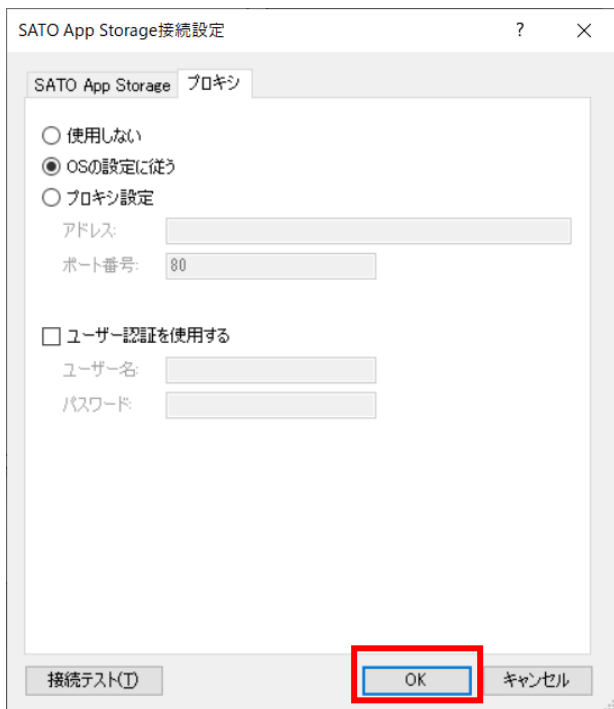 SATO App Storage接続設定 ?
SATO App Storage プロキシ
使用しない
OSの設定に従う
プロキシ設定
アドレス:
ポート番号: 80
ユーザー認証を使用する
ユーザー名:
パスワード:
接続テスト(T) OK キャンセル